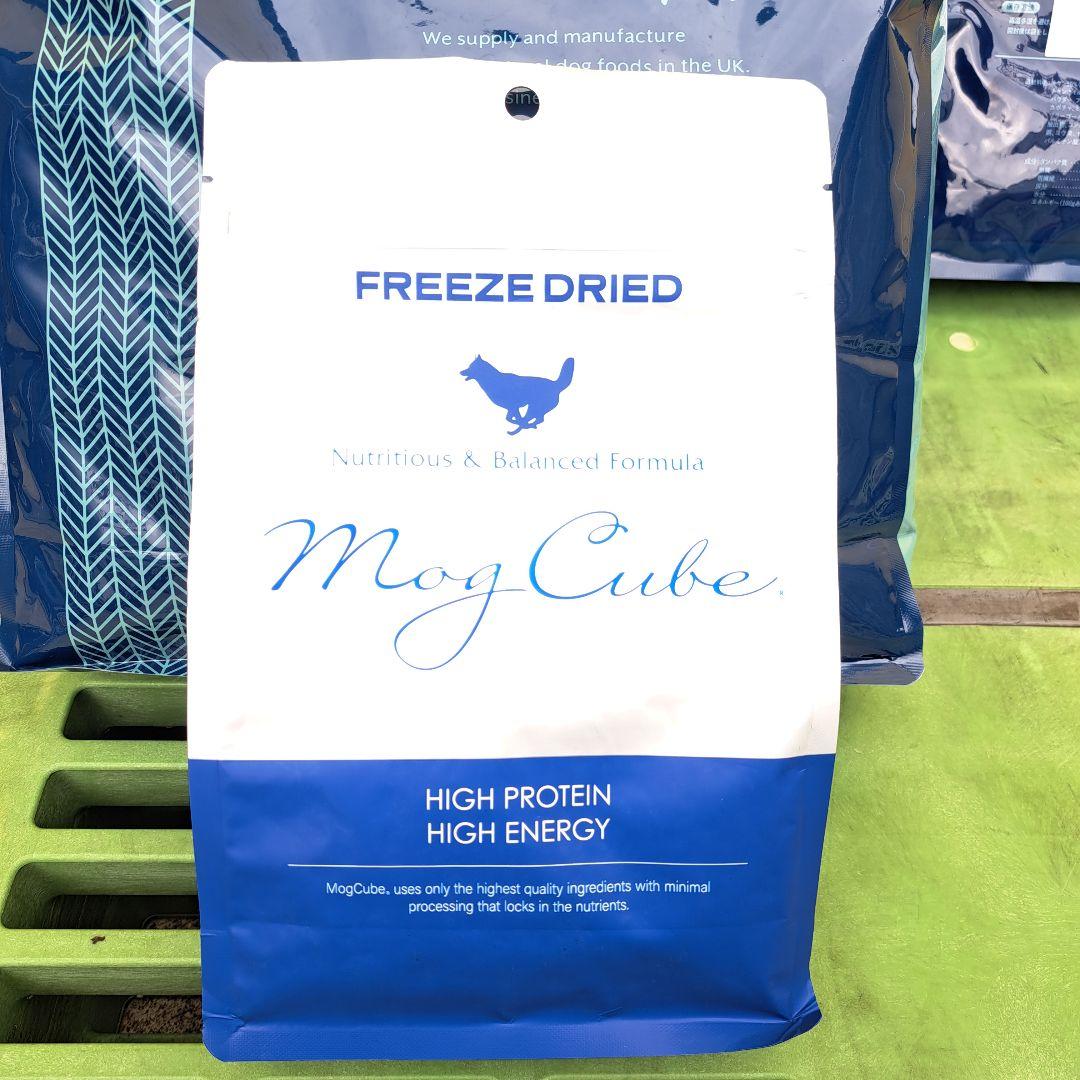 We supply and manufacture
dog foods in the UK.
FREEZE DRIED
Nutritious & Balanced Formula
MogCube
HIGH PROTEIN
HIGH ENERGY
MogCube® uses only the highest quality ingredients with minimal
processing that locks in the nutrients.